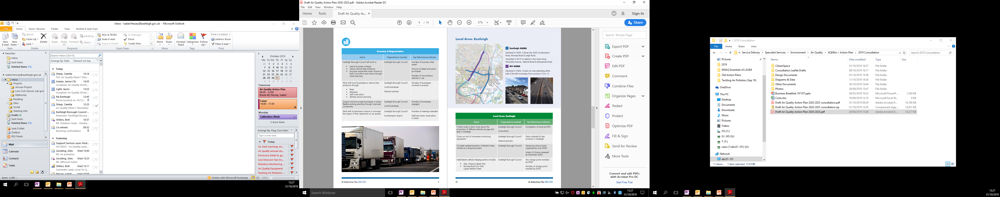 Inbox - Isabel.Hessey@eastleigh.gov.uk - Microsoft Outlook
File Home Send / Receive Folder View McAfee E-mail Scan
New E-mail
New Items
Ignore
Clean Up
Junk
Delete
Delete
Reply
Reply All
Forward
Meeting
More
Respond
NOx & TEOM
Team E-mail
Reply & Delete
To Manager
Done
Create New
Quick Steps
Move
Rules
Move
Unread/ Read
Categorize
Follow Up
Tags
Find a Contact
Address Book
Filter E-mail
Find
Favorites
Inbox
Sent Items
Deleted Items (73)
Isabel.Hessey@eastleigh.gov.uk
Inbox
Projects
Airscan Project
Low Cost Sensor sub-grou
MyBurney
Reading
Sites
Social
Starting Info
Drafts [3]
Sent Items
Deleted Items (73)
Junk E-Mail
Outbox
RSS Feeds
Mail
Calendar
Contacts
Tasks
Items: 2,380
Search Inbox (Ctrl+E)
Arrange By: Date Newest on top
Today
Sharp, Camilla 15:16
FW: Air Quality Panel 7 Nov...
Asman, Janice Cllr 14:55
Accepted: Air Quality Worki...
Light, Jason 13:22
Accepted: Air Quality Worki...
My Eastleigh 12:45
Room booked on 18/12/...
Sharp, Camilla 12:23
Air Quality Panel 7 November
Eastleigh Borough Council'...
Reminder- Eastleigh Busine...
Willers, Bret 10:37
RE: Pollution Team - Weekly...
Co-wheels 09:32
Booking confirmation
Yesterday
Support Services cases Wed...
00120025 - Air Quality webs...
Gooding, Giles Wed 15:40
RE: Air pollution
Gooding, Giles Wed 15:23
RE: diffusion tubes
Willers, Bret Wed 15:11
Automatic reply: Local Air Q...
Hessey, Isabel Wed 15:05
October 2019
Mo Tu We Th Fr Sa Su
30 1 2 3 4 5 6
7 8 9 10 11 12 13
14 15 16 17 18 19 20
21 22 23 24 25 26 27
28 29 30 31 1 2 3
4 5 6 7 8 9 10
Tomorrow
Air Quality Action Plan
09:30 - 12:00
Room 40; Hessey, Isabel
Leave
16:00 - 17:30
Monday
Calibration Week
2 more items
Arrange By: Flag: Due Date
Type a new task
Today
Air Alert warnings an...
Air quality annual sta...
Enclosure Detail & ge...
Low Emission Taxi Inc...
Pollution Monitoring ...
Air Quality Equipment
Tackling Air Pollution ...
Online with Microsoft Exchange 100%
15:27
31/10/2019
Draft Air Quality Action Plan 2020-2025.pdf - Adobe Acrobat Reader DC
File Edit View Window Help
Home Tools Draft Air Quality Ac... Sign In
9 / 14 57% Share
Economy & Regeneration
Action Organisations Involved Key Performance Indicator
Eastleigh Borough Council will work to
reduce business mileage
reduce vehicle fleet emissions
promote sustainable travel choices to staff, Councillors and visitors through travel planning
Eastleigh Borough Council
Number of business miles saved
Amount of diesel and petrol purchased
Number of low emission vehicles in use
Work with local businesses to reduce their emissions through:
fleets
deliveries
staff travel plans
delivery service planning
Eastleigh Borough Council
Local businesses
External partners
Number of businesses involved in projects
Support and encourage businesses to adopt flexible working practices through improved connectivity
Eastleigh Borough Council
Local businesses
Number of businesses engaged
Work with Southampton Airport to minimise the impact of their operations on air quality
Eastleigh Borough Council
Southampton Airport
Number of meetings attended
Staff and visitor travel plans in place
Air Quality Action Plan 2020-2025 9
Local Area: Eastleigh
Eastleigh AQMA
Declared in 2005. Follows the A335 Southampton Road, Romsey Road & Leigh Road.
Amended in 2015 to extend a short way along Woodside Avenue, Twyford Road & Bishopstoke Road
M3 AQMA
Declared in 2006. Covers an area extending either side of the M3 motorway, from junctions 12 to 14.
Local Area: Eastleigh
Action Organisations Involved Key Performance Indicator
Further study to learn more about the proportion of different vehicles by age and type in Eastleigh
Eastleigh Borough Council
Consultants
Completion of study by 2021
Carry out trial of innovative monitoring equipment
Eastleigh Borough Council
External partners
Data collected for key junctions in Eastleigh
Consider pedestrianisation of Market Street, initially as a temporary event
Eastleigh Borough Council
Temporary closure event organised by June 2020
Impact of closure assessed by December 2020
Install electric vehicle charging points to include:
Aldi, Chestnut Retail Park
Romsey Road Car Park, Upper Market Street.
Eastleigh Borough Council
Two charge points installed by 2020
Number of charge points installed by 2025
10 Air Quality Action Plan 2020-2025
Search 'Rotate Page'
Export PDF
Create PDF
Edit PDF
Comment
Combine Files
Organize Pages
Redact
Protect
Optimize PDF
Fill & Sign
Send for Review
More Tools
Convert and edit PDFs
with Acrobat Pro DC
Start Free Trial
Search Windows
15:27
31/10/2019
2019 Consultation
File Home Share View
« Service Delivery > Specialist Services > Environment > Air Quality > AQMAs + Action Plan > 2019 Consultation
Search 2019 Consultation
Pictures
2019
EMAQ Essentials of LAQM
Old Action Plans
Tackling Air Pollution (Sep 19)
OneDrive
This PC
Desktop
Documents
Downloads
Music
Pictures
Videos
OS (C:)
G:\ GIS (G:)
T (T:)
users (\\ebc01-101) (U:)
Network
ebc01-101
Name Date modified Type Size
CitizenSpace 01/10/2019 16:57 File folder
Consultation Leaflet Drafts 09/10/2019 16:17 File folder
Design Documents 01/10/2019 15:59 File folder
Diagrams & Data 11/10/2019 14:26 File folder
Other Documents 30/10/2019 16:44 File folder
Photos 28/08/2019 15:47 File folder
Business Breakfast 191107.pptx 04/02/2019 10:23 Microsoft PowerP... 1,284 KB
Costs.xlsx 16/09/2019 12:10 Microsoft Excel W... 9 KB
Draft Air Quality Action Plan 2020-2025 consultation.pdf 01/10/2019 09:39 Adobe Acrobat D... 14,180 KB
Draft Air Quality Action Plan 2020-2025 consultation.zip 01/10/2019 15:45 Compressed (zipp... 14,031 KB
Draft Air Quality Action Plan 2020-2025.pdf 29/08/2019 15:48 Adobe Acrobat D... 14,217 KB
11 items 1 item selected 13.8 MB
15:27
31/10/2019